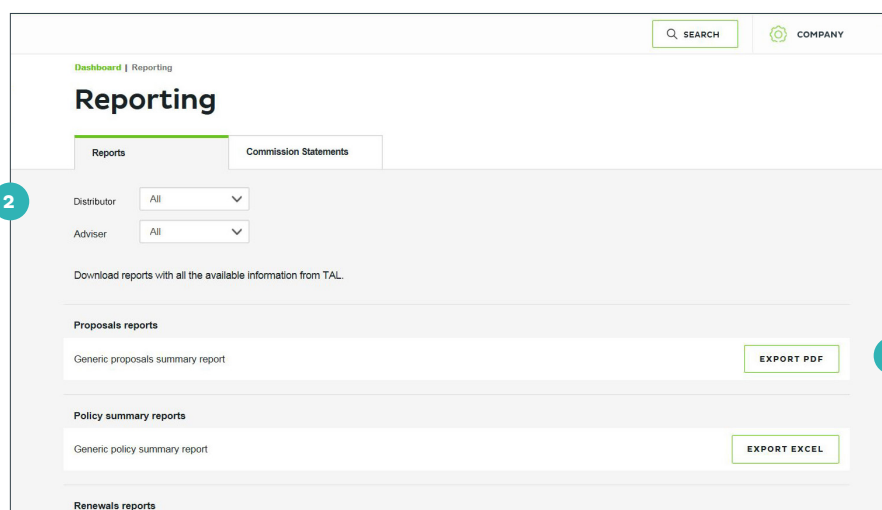 SEARCH
COMPANY
Dashboard | Reporting
Reporting
Reports
Commission Statements
2
Distributor
All
Adviser
All
Download reports with all the available information from TAL.
Proposals reports
Generic proposals summary report
EXPORT PDF
Policy summary reports
Generic policy summary report
EXPORT EXCEL
Renewals reports